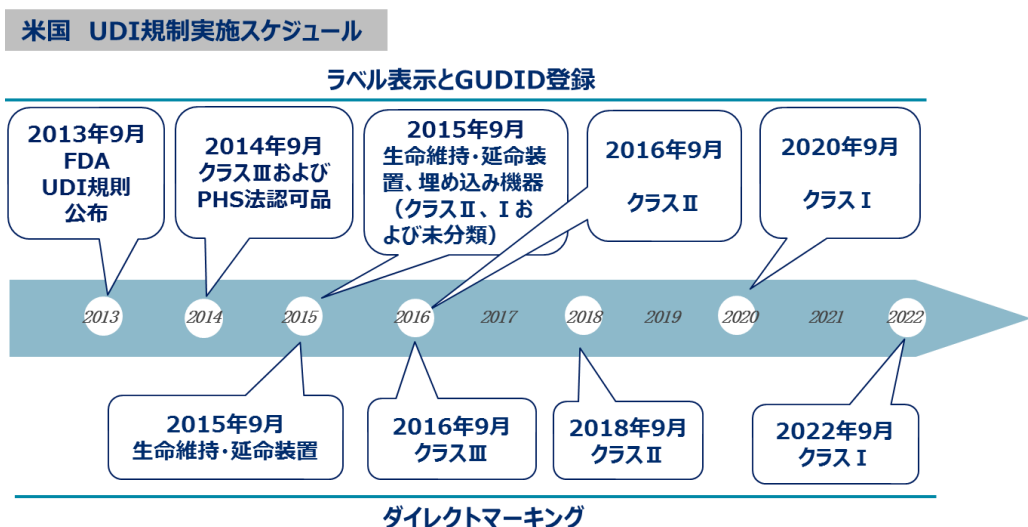 米国 UDI規制実施スケジュール
ラベル表示とGUDID登録
2013年9月
FDA
UDI規則
公布
2014年9月
クラスⅢおよび
PHS法認可品
2015年9月
生命維持・延命装
置、埋め込み機器
（クラスⅡ、Ⅰお
よび未分類）
2016年9月
クラスⅡ
2020年9月
クラスⅠ
2013 2014 2015 2016 2017 2018 2019 2020 2021 2022
2015年9月
生命維持・延命装置
2016年9月
クラスⅢ
2018年9月
クラスⅡ
2022年9月
クラスⅠ
ダイレクトマーキング